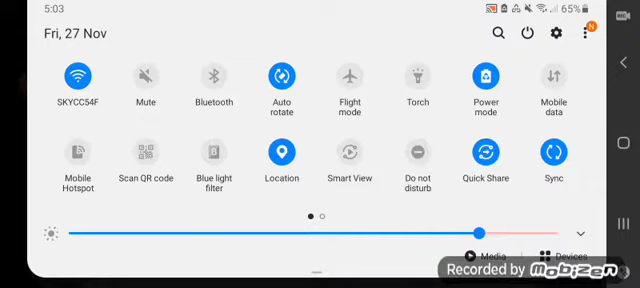 5:03
65%
Fri, 27 Nov
N
SKYCC54F
Mute
Bluetooth
Auto
rotate
Flight
mode
Torch
Power
mode
Mobile
data
Mobile
Hotspot
Scan QR code
Blue light
filter
Location
Smart View
Do not
disturb
Quick Share
Sync
Media
Devices
Recorded by mobizen